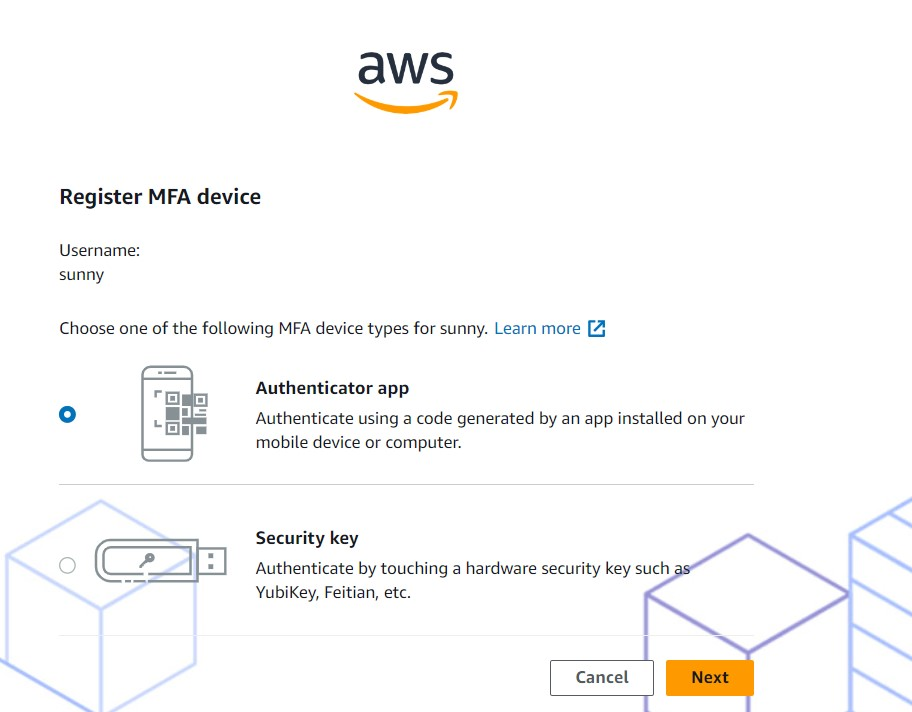 aws
Register MFA device
Username:
sunny
Choose one of the following MFA device types for sunny. Learn more
Authenticator app
Authenticate using a code generated by an app installed on your
mobile device or computer.
Security key
Authenticate by touching a hardware security key such as
YubiKey, Feitian, etc.
Cancel
Next